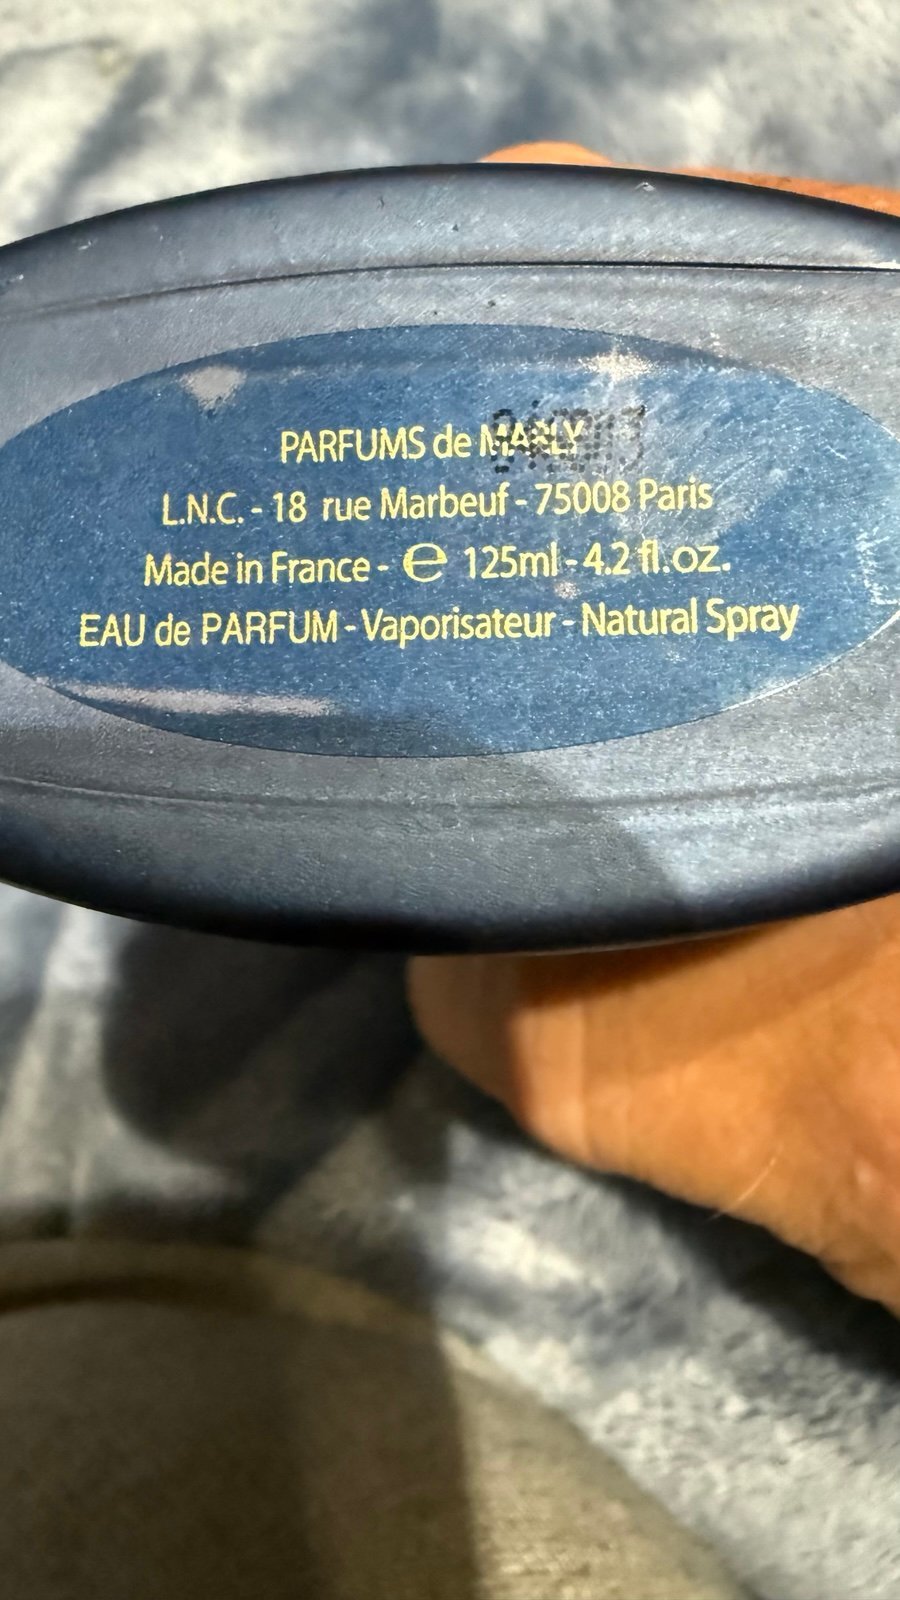 PARFUMS de MARLY
L.N.C. - 18 rue Marbeuf - 75008 Paris
Made in France - ℮ 125ml - 4.2 fl.oz.
EAU de PARFUM - Vaporisateur - Natural Spray